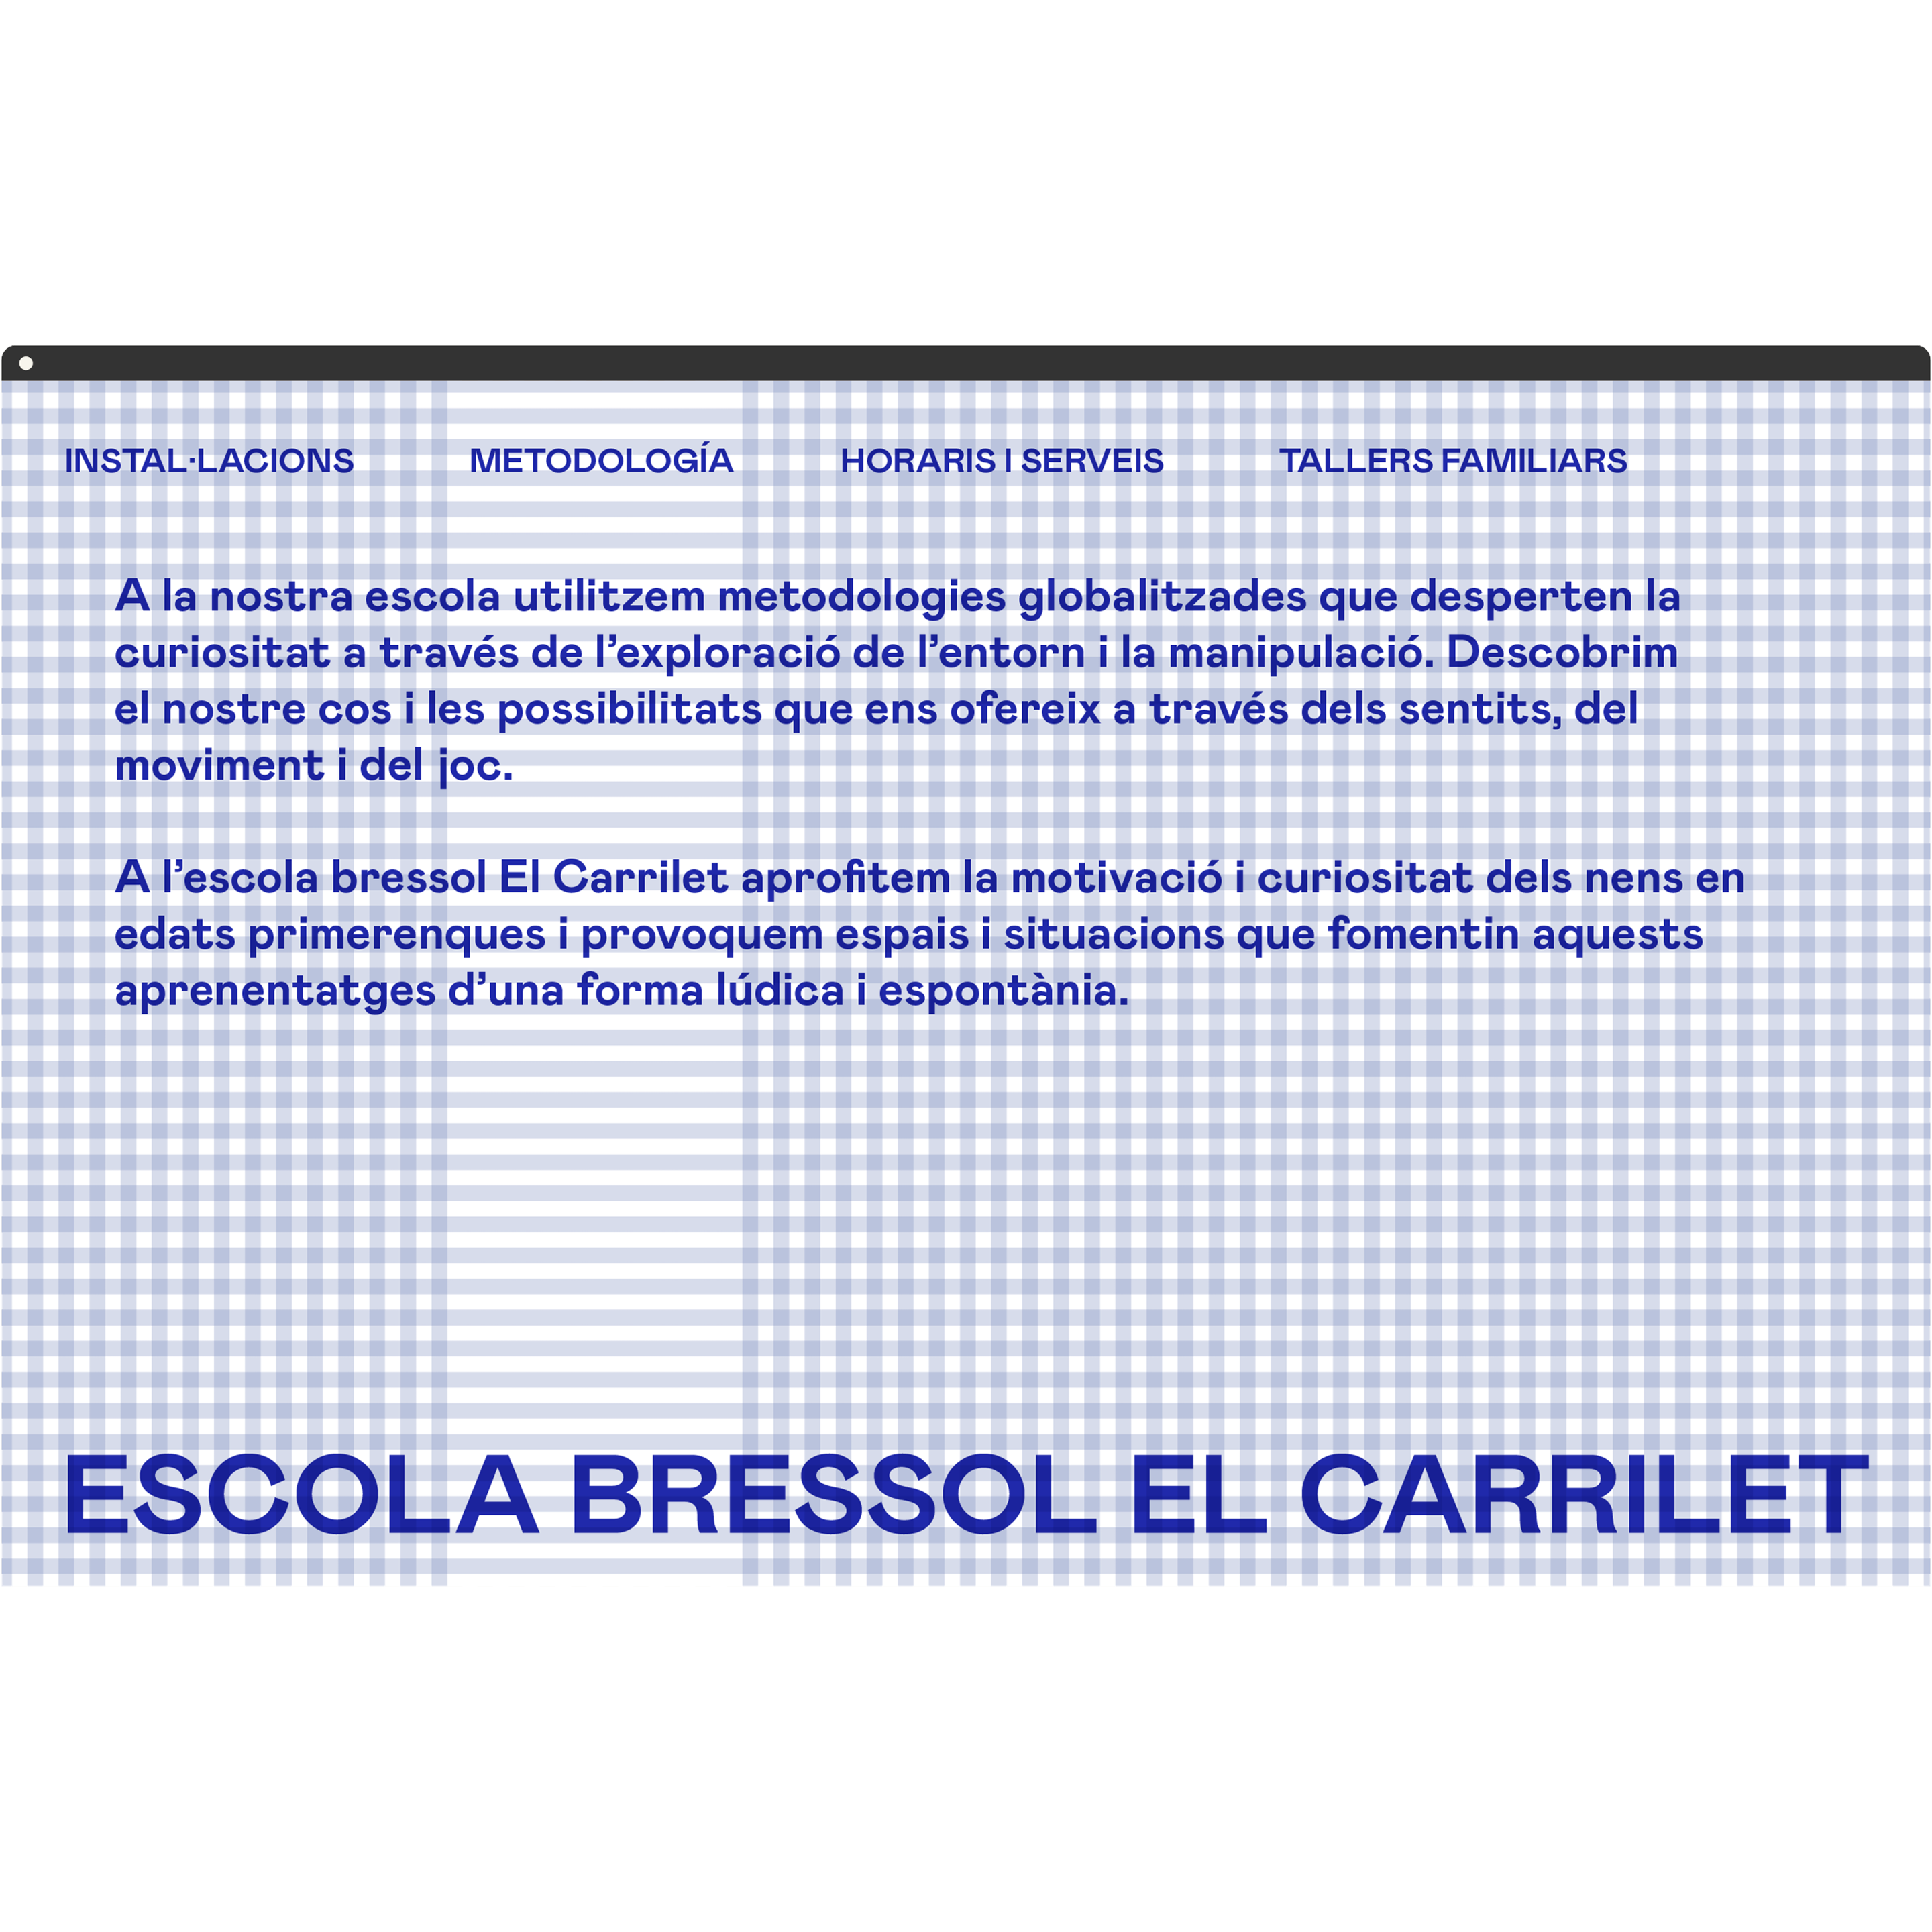 INSTAL·LACIONS METODOLOGÍA HORARIS I SERVEIS TALLERS FAMILIARS
A la nostra escola utilitzem metodologies globalitzades que desperten la
curiositat a través de l’exploració de l’entorn i la manipulació. Descobrim
el nostre cos i les possibilitats que ens ofereix a través dels sentits, del
moviment i del joc.
A l’escola bressol El Carrilet aprofitem la motivació i curiositat dels nens en
edats primerenques i provoquem espais i situacions que fomentin aquests
aprenentatges d’una forma lúdica i espontània.
ESCOLA BRESSOL EL CARRILET